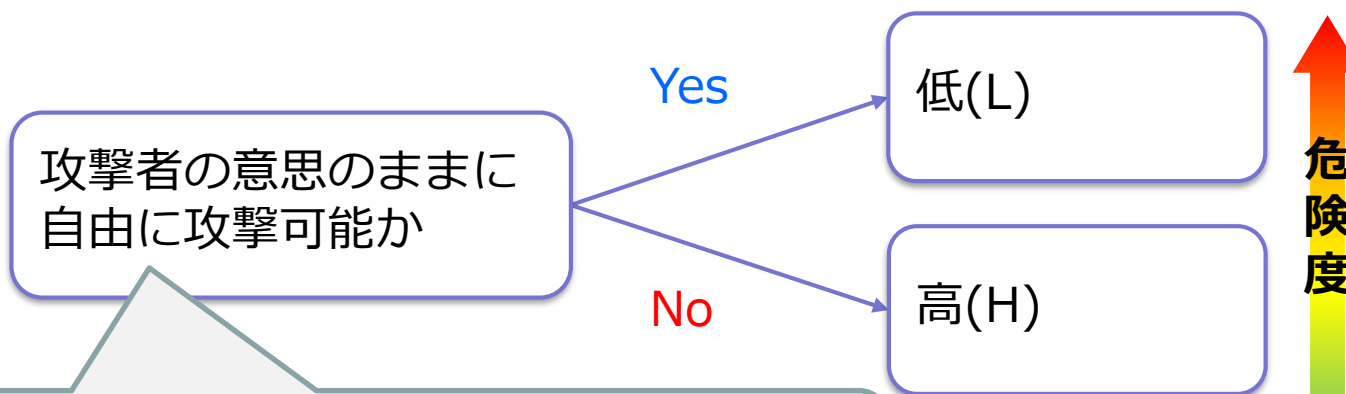 攻撃者の意思のままに
自由に攻撃可能か
Yes
No
低(L)
高(H)
危
険
度